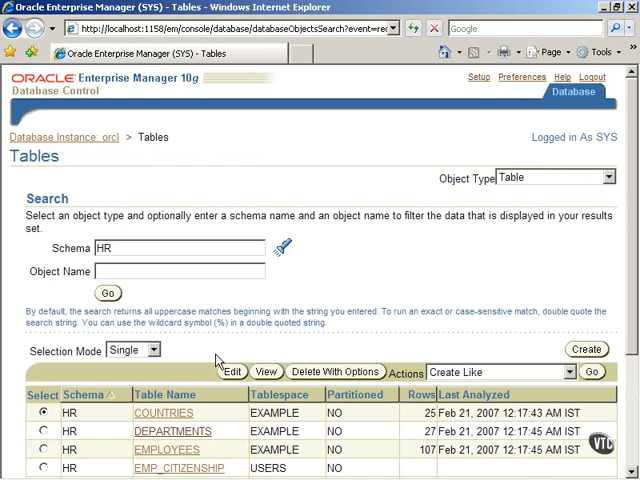 Oracle Enterprise Manager (SYS) - Tables - Windows Internet Explorer
http://localhost:1158/em/console/database/databaseObjectsSearch?event=red
Google
Oracle Enterprise Manager (SYS) - Tables
Page
Tools
ORACLE Enterprise Manager 10g
Database Control
Setup Preferences Help Logout
Database
Database Instance: orcl > Tables
Logged in As SYS
Tables
Object Type Table
Search
Select an object type and optionally enter a schema name and an object name to filter the data that is displayed in your results
set.
Schema HR
Object Name
Go
By default, the search returns all uppercase matches beginning with the string you entered. To run an exact or case-sensitive match, double quote the
search string. You can use the wildcard symbol (%) in a double quoted string.
Selection Mode Single
Create
Edit View Delete With Options Actions Create Like Go
Select Schema Table Name Tablespace Partitioned Rows Last Analyzed
HR COUNTRIES EXAMPLE NO 25 Feb 21, 2007 12:17:43 AM IST
HR DEPARTMENTS EXAMPLE NO 27 Feb 21, 2007 12:17:45 AM IST
HR EMPLOYEES EXAMPLE NO 107 Feb 21, 2007 12:17:45 AM IST
HR EMP_CITIZENSHIP USERS NO
VTC